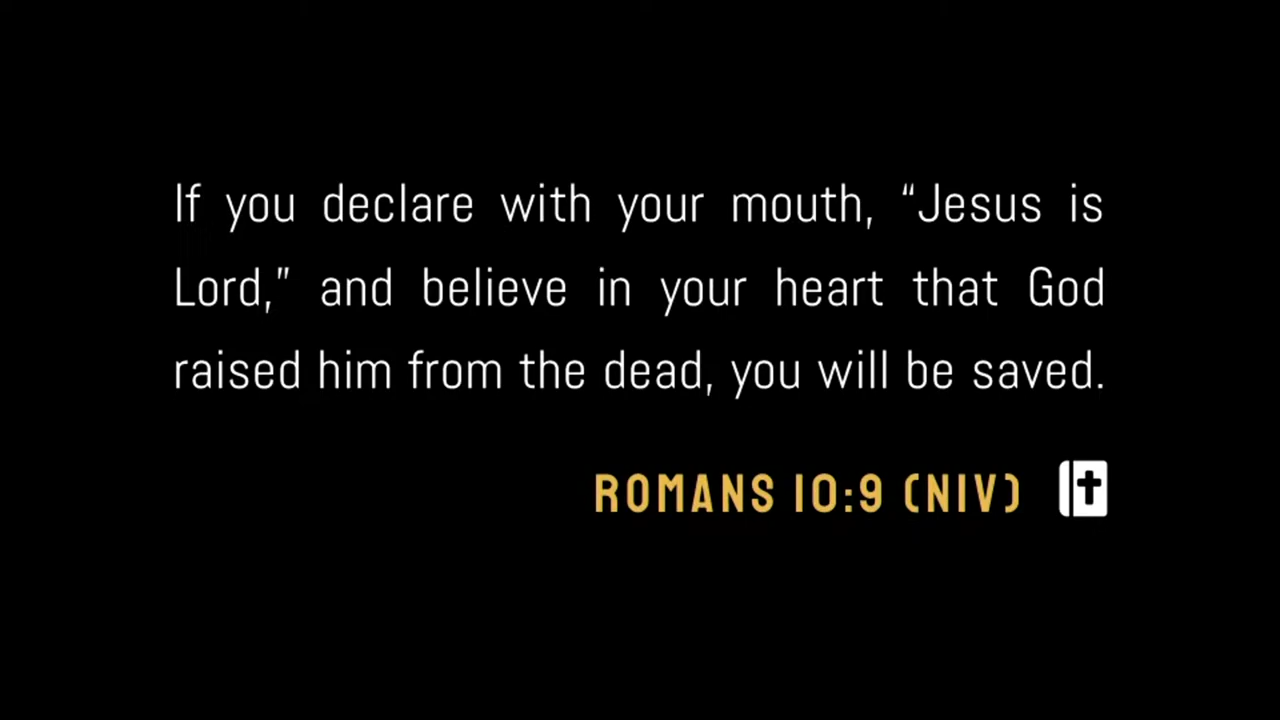 If you declare with your mouth, “Jesus is
Lord,” and believe in your heart that God
raised him from the dead, you will be saved.
ROMANS 10:9 (NIV)